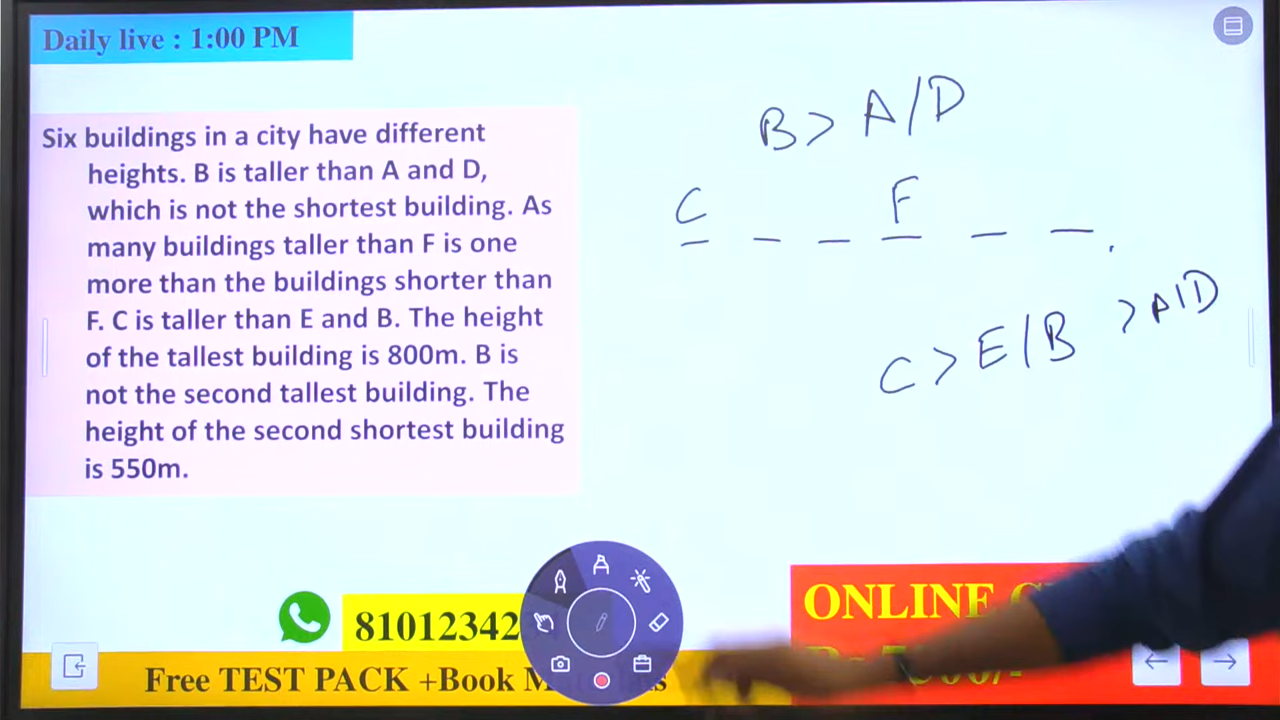 Daily live : 1:00 PM
Six buildings in a city have different
heights. B is taller than A and D,
which is not the shortest building. As
many buildings taller than F is one
more than the buildings shorter than
F. C is taller than E and B. The height
of the tallest building is 800m. B is
not the second tallest building. The
height of the second shortest building
is 550m.
B > A/D
C F
C > E/B > A/D
81012342
ONLINE
Free TEST PACK +Book